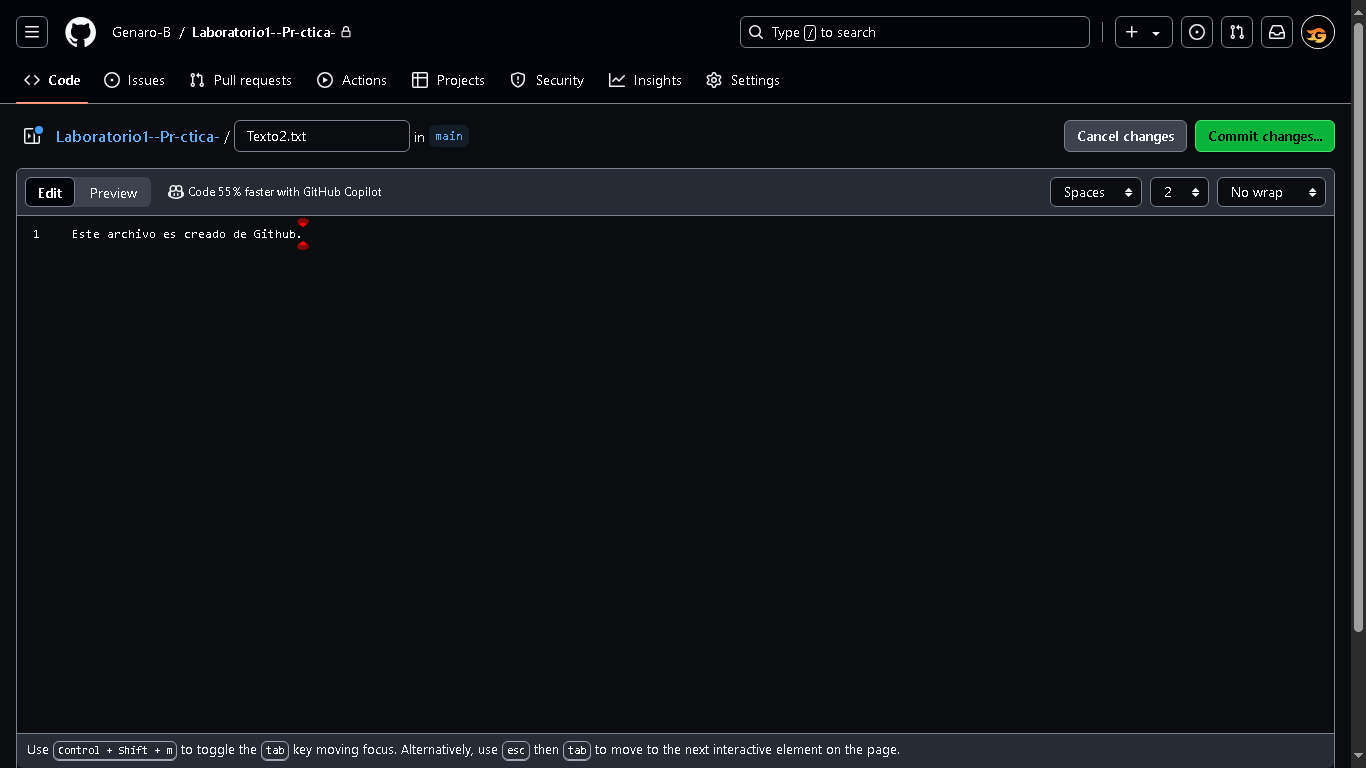 Genaro-B / Laboratorio1--Pr-ctica-
Type / to search
Code Issues Pull requests Actions Projects Security Insights Settings
Laboratorio1--Pr-ctica- / Texto2.txt in main
Cancel changes Commit changes...
Edit Preview Code 55% faster with GitHub Copilot
Spaces 2 No wrap
1 Este archivo es creado de Github.
Use Control + Shift + m to toggle the tab key moving focus. Alternatively, use esc then tab to move to the next interactive element on the page.